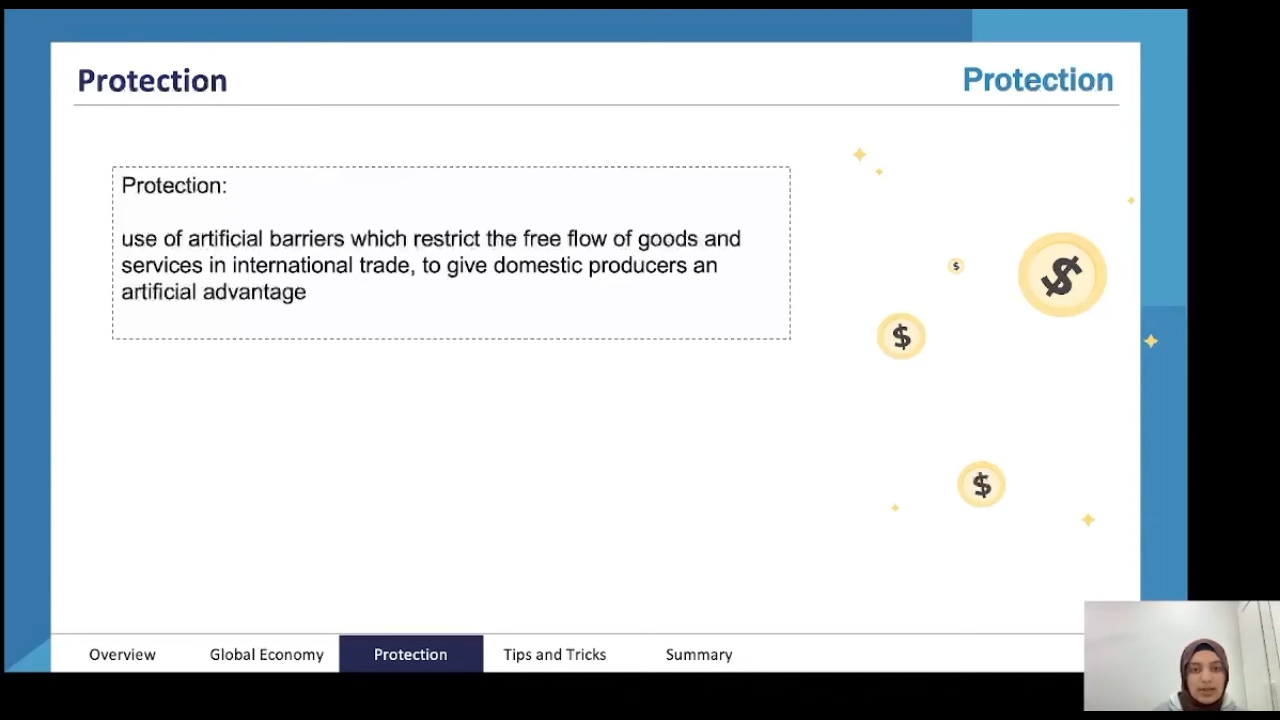 Protection
Protection
Protection:
use of artificial barriers which restrict the free flow of goods and
services in international trade, to give domestic producers an
artificial advantage
$
$
$
$
Overview
Global Economy
Protection
Tips and Tricks
Summary